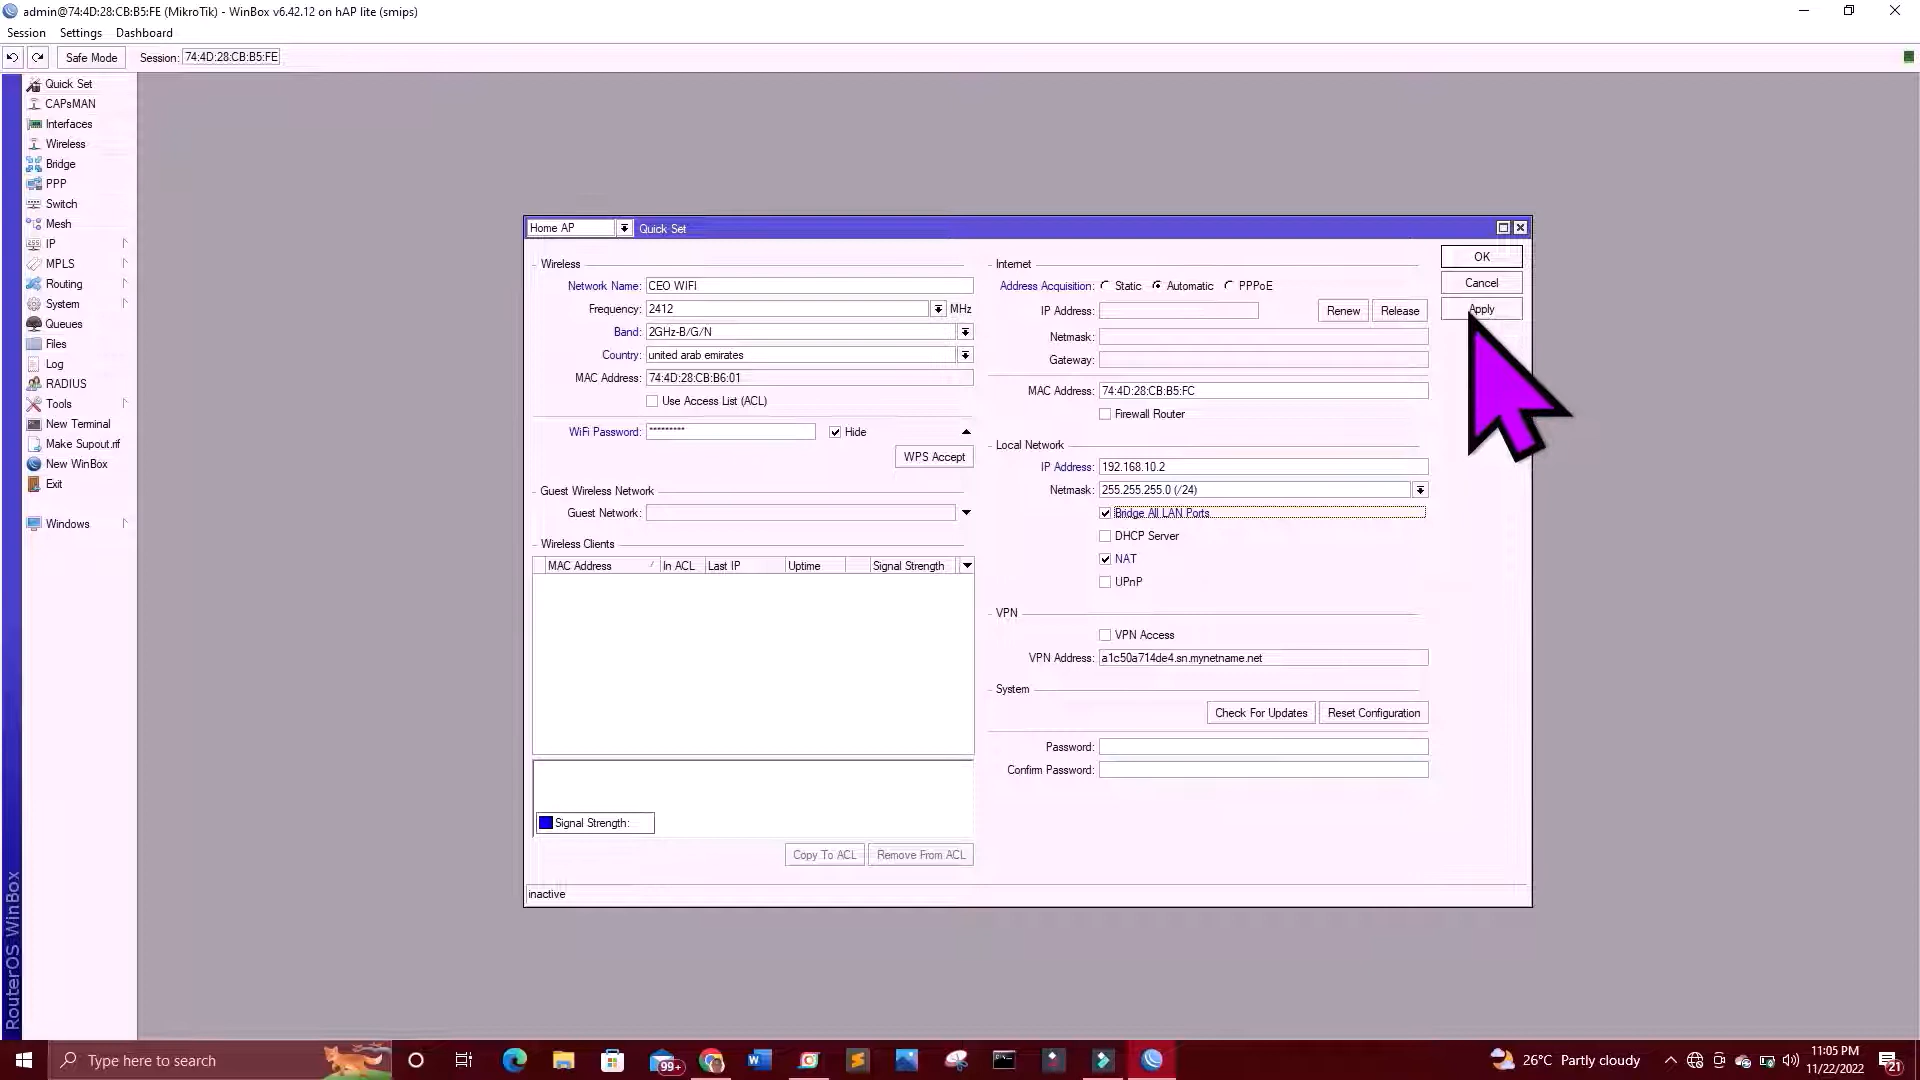 admin@74:4D:28:CB:B5:FE (MikroTik) - WinBox v6.42.12 on hAP lite (smips)
Session Settings Dashboard
Safe Mode Session: 74:4D:28:CB:B5:FE
Quick Set
CAPsMAN
Interfaces
Wireless
Bridge
PPP
Switch
Mesh
IP
MPLS
Routing
System
Queues
Files
Log
RADIUS
Tools
New Terminal
Make Supout.rif
New WinBox
Exit
Windows
RouterOS WinBox
Home AP Quick Set
Wireless
Network Name: CEO WIFI
Frequency: 2412 MHz
Band: 2GHz-B/G/N
Country: united arab emirates
MAC Address: 74:4D:28:CB:B6:01
Use Access List (ACL)
WiFi Password: ********* Hide
WPS Accept
Guest Wireless Network
Guest Network:
Wireless Clients
MAC Address In ACL Last IP Uptime Signal Strength
Signal Strength:
Copy To ACL Remove From ACL
inactive
Internet
Address Acquisition: Static Automatic PPPoE
IP Address: Renew Release
Netmask:
Gateway:
MAC Address: 74:4D:28:CB:B5:FC
Firewall Router
Local Network
IP Address: 192.168.10.2
Netmask: 255.255.255.0 (/24)
Bridge All LAN Ports
DHCP Server
NAT
UPnP
VPN
VPN Access
VPN Address: a1c50a714de4.sn.mynetname.net
System
Check For Updates Reset Configuration
Password:
Confirm Password:
OK
Cancel
Apply
Type here to search
99+
26°C Partly cloudy
11:05 PM
11/22/2022
21